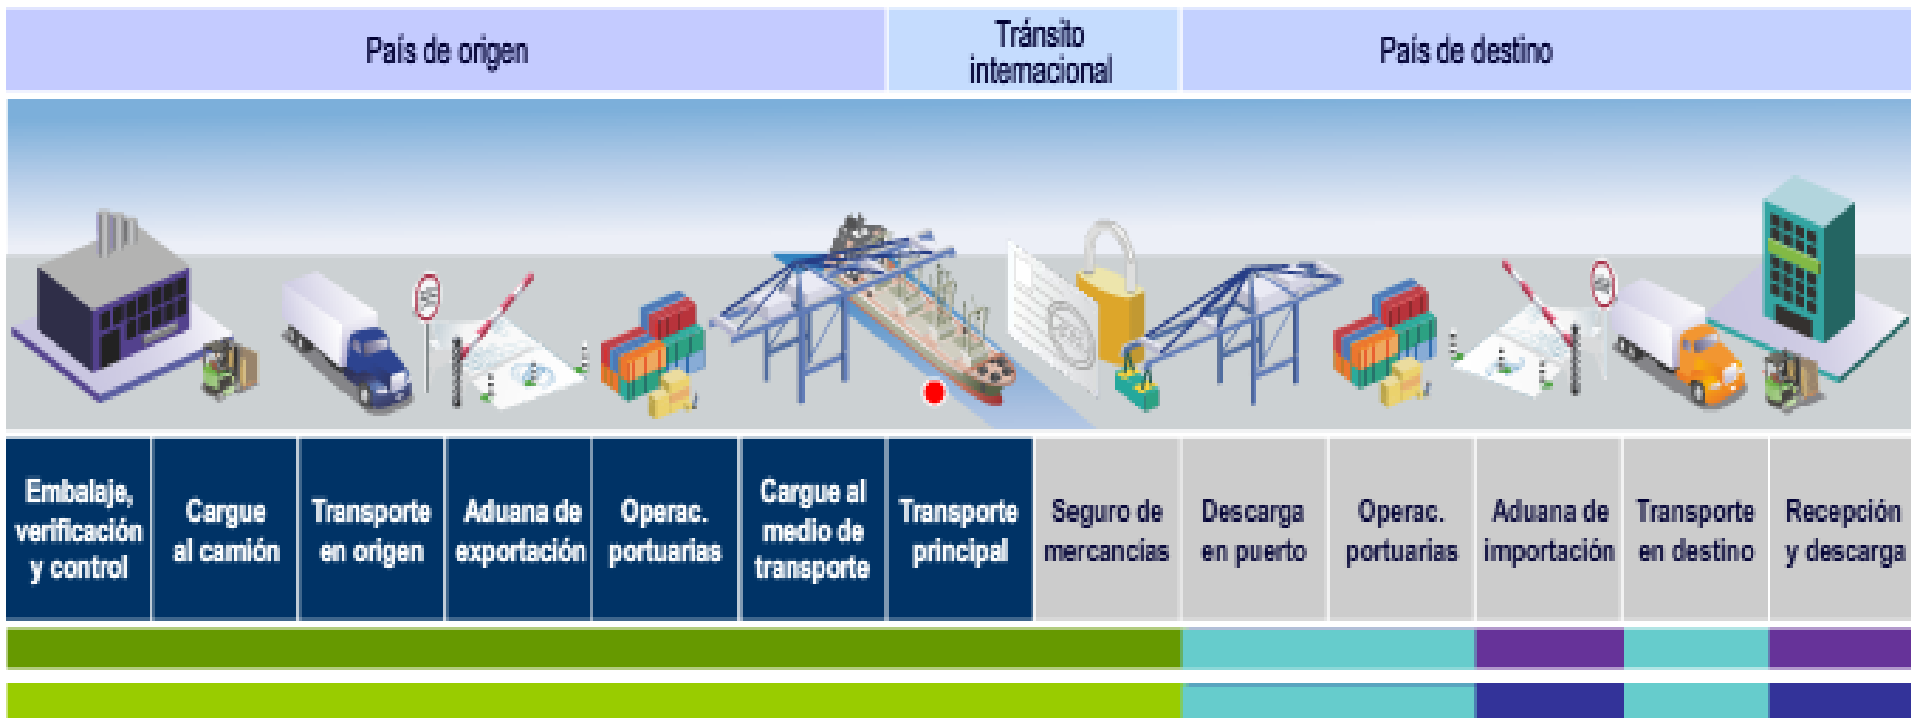 País de origen
Tránsito
internacional
País de destino
Embalaje,
verificación
y control
Cargue
al camión
Transporte
en origen
Aduana de
exportación
Operac.
portuarias
Cargue al
medio de
transporte
Transporte
principal
Seguro de
mercancías
Descarga
en puerto
Operac.
portuarias
Aduana de
importación
Transporte
en destino
Recepción
y descarga